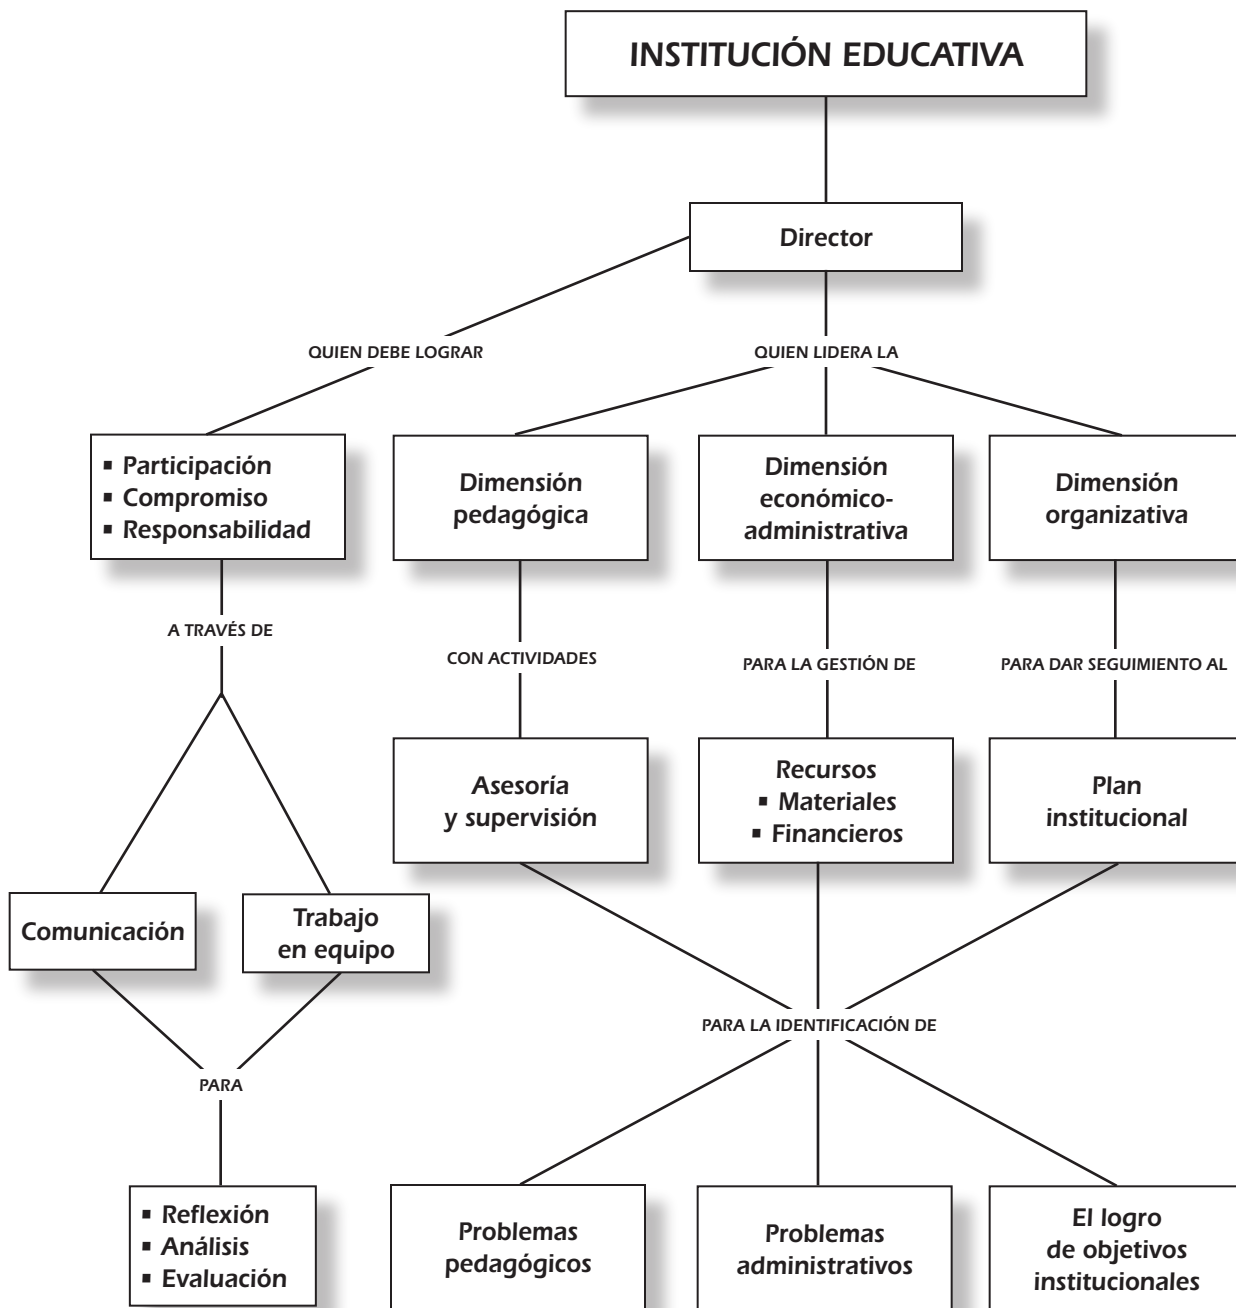 INSTITUCIÓN EDUCATIVA
Director
QUIEN DEBE LOGRAR
QUIEN LIDERA LA
▪ Participación
▪ Compromiso
▪ Responsabilidad
Dimensión
pedagógica
Dimensión
económico-
administrativa
Dimensión
organizativa
A TRAVÉS DE
CON ACTIVIDADES
PARA LA GESTIÓN DE
PARA DAR SEGUIMIENTO AL
Asesoría
y supervisión
Recursos
▪ Materiales
▪ Financieros
Plan
institucional
Comunicación
Trabajo
en equipo
PARA LA IDENTIFICACIÓN DE
PARA
▪ Reflexión
▪ Análisis
▪ Evaluación
Problemas
pedagógicos
Problemas
administrativos
El logro
de objetivos
institucionales